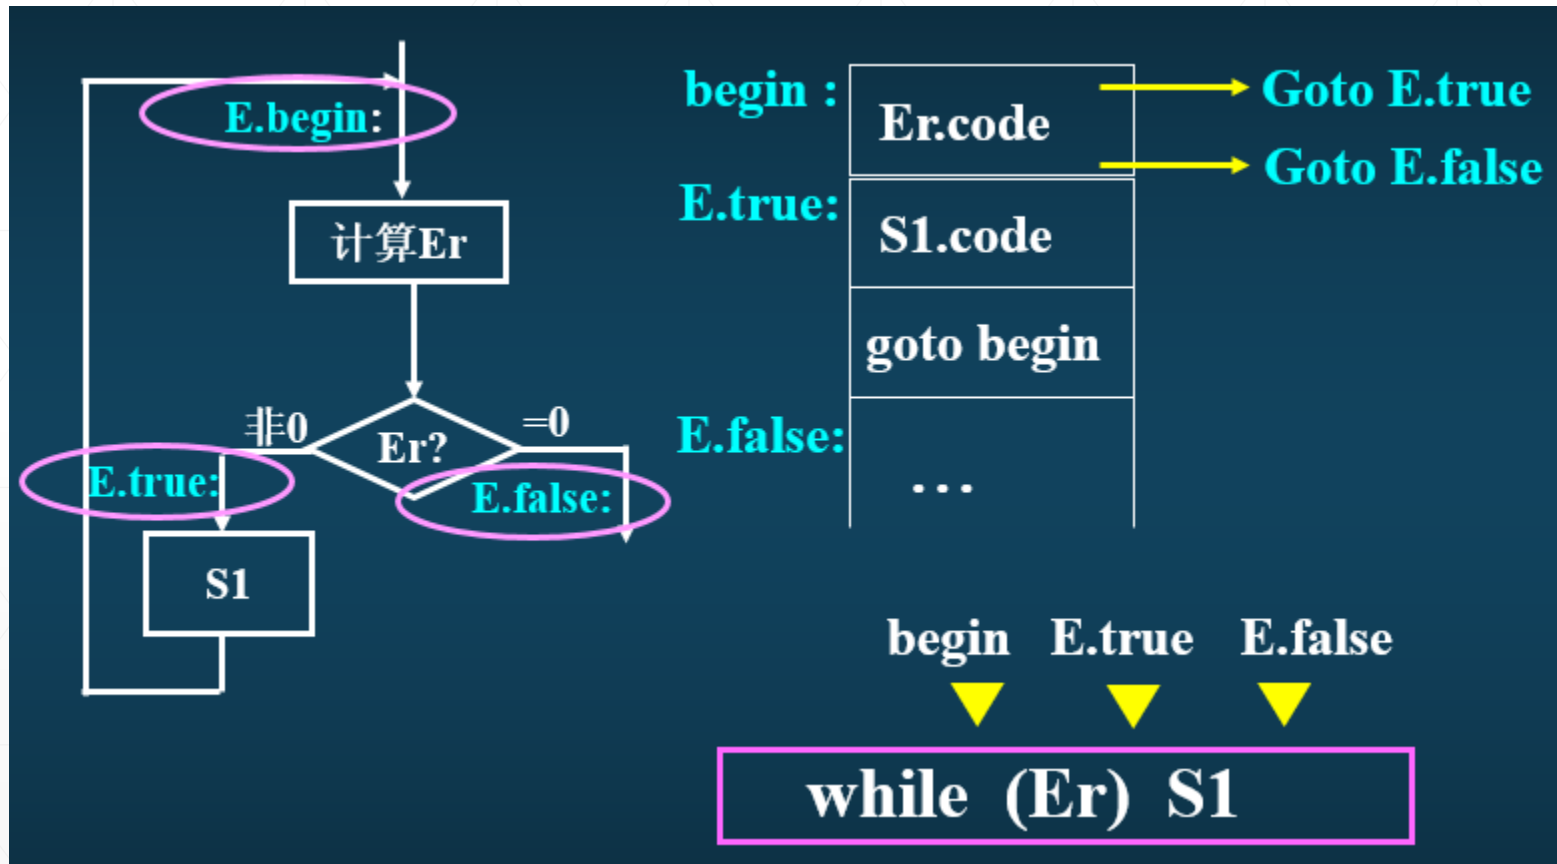 E.begin:
计算Er
非0
Er?
=0
E.true:
E.false:
S1
begin :
Er.code
Goto E.true
Goto E.false
E.true:
S1.code
goto begin
E.false:
...
begin E.true E.false
while (Er) S1